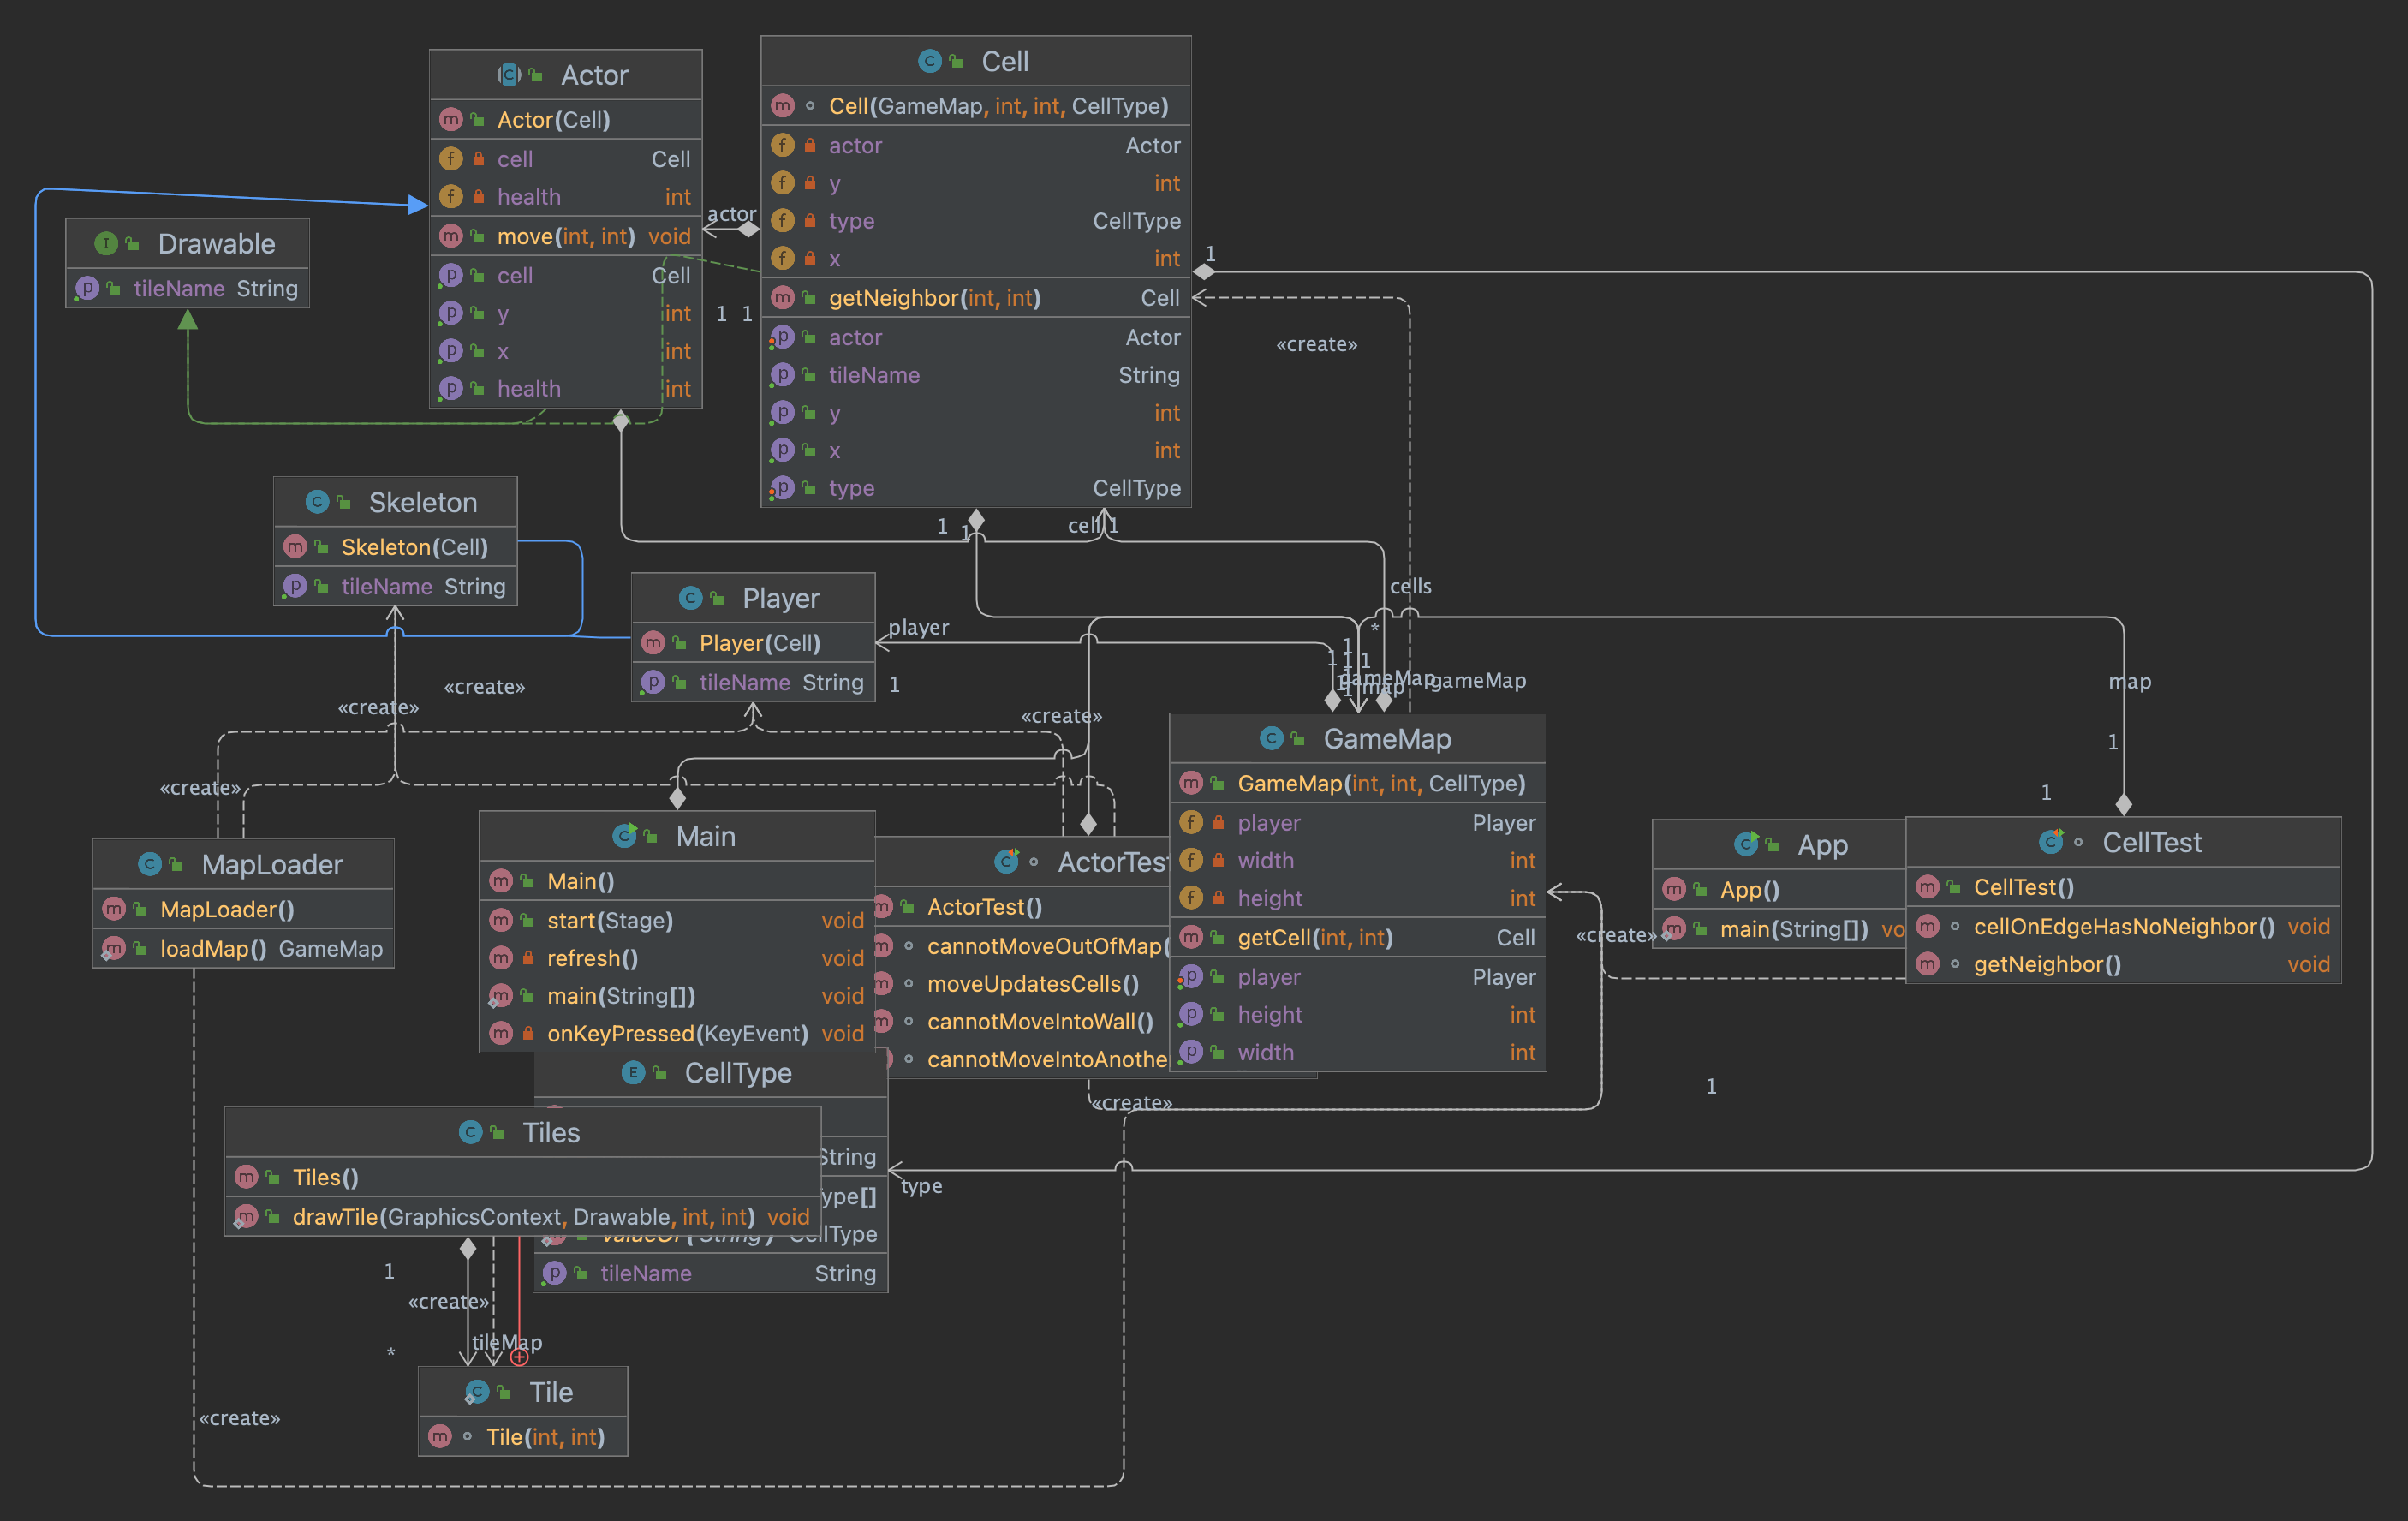 Actor
Actor(Cell)
cell Cell
health int
move(int, int) void
cell Cell
y int
x int
health int
Cell
Cell(GameMap, int, int, CellType)
actor Actor
y int
type CellType
x int
getNeighbor(int, int) Cell
actor Actor
tileName String
y int
x int
type CellType
Drawable
tileName String
actor
1 1
1
«create»
Skeleton
Skeleton(Cell)
tileName String
1 1
cell 1
cells
Player
Player(Cell)
tileName String
player
1
*
1
1
1 1
1
1
gameMap
map
gameMap
map
1
1
«create»
«create»
«create»
«create»
GameMap
GameMap(int, int, CellType)
player Player
width int
height int
getCell(int, int) Cell
player Player
height int
width int
MapLoader
MapLoader()
loadMap() GameMap
Main
Main()
start(Stage) void
refresh() void
main(String[]) void
onKeyPressed(KeyEvent) void
ActorTest
ActorTest()
cannotMoveOutOfMap(
moveUpdatesCells()
cannotMoveIntoWall()
cannotMoveIntoAnothe
App
App()
main(String[]) vo
«create»
CellTest
CellTest()
cellOnEdgeHasNoNeighbor() void
getNeighbor() void
1
«create»
CellType
String
ype[]
valueOf(String) CellType
tileName String
type
Tiles
Tiles()
drawTile(GraphicsContext, Drawable, int, int) void
1
«create»
tileMap
*
Tile
Tile(int, int)
«create»